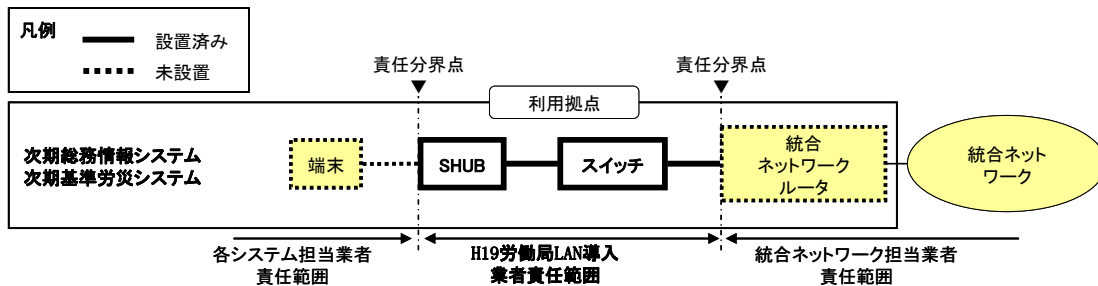 凡例
設置済み
未設置
責任分界点
責任分界点
利用拠点
次期総務情報システム
次期基準労災システム
端末
SHUB
スイッチ
統合
ネットワーク
ルータ
統合ネット
ワーク
各システム担当業者
責任範囲
H19労働局LAN導入
業者責任範囲
統合ネットワーク担当業者
責任範囲